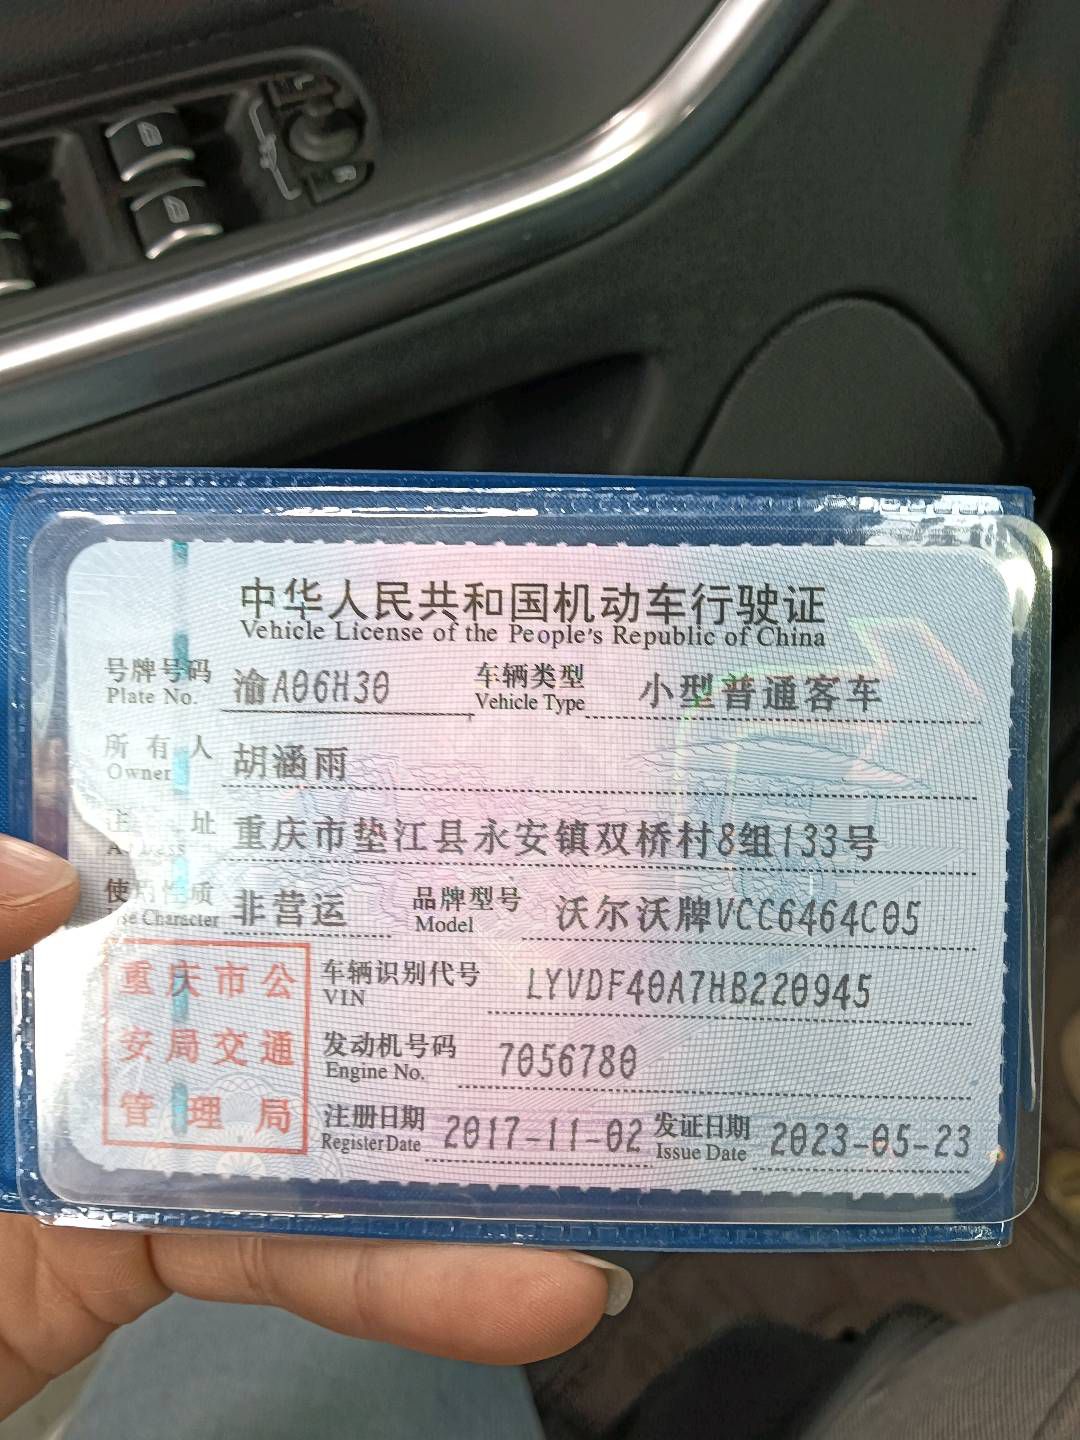 中华人民共和国机动车行驶证
Vehicle License of the People's Republic of China
号牌号码 渝A06H30 车辆类型 小型普通客车
Plate No. Vehicle Type
所有人 胡涵雨
Owner
住址 重庆市垫江县永安镇双桥村8组133号
使用性质 非营运 品牌型号 沃尔沃牌VCC6464C05
Use Character Model
车辆识别代号 LYVDF40A7HB220945
VIN
发动机号码 7056780
Engine No.
注册日期 2017-11-02 发证日期 2023-05-23
Register Date Issue Date
重庆市公
安局交通
管理局
L
R